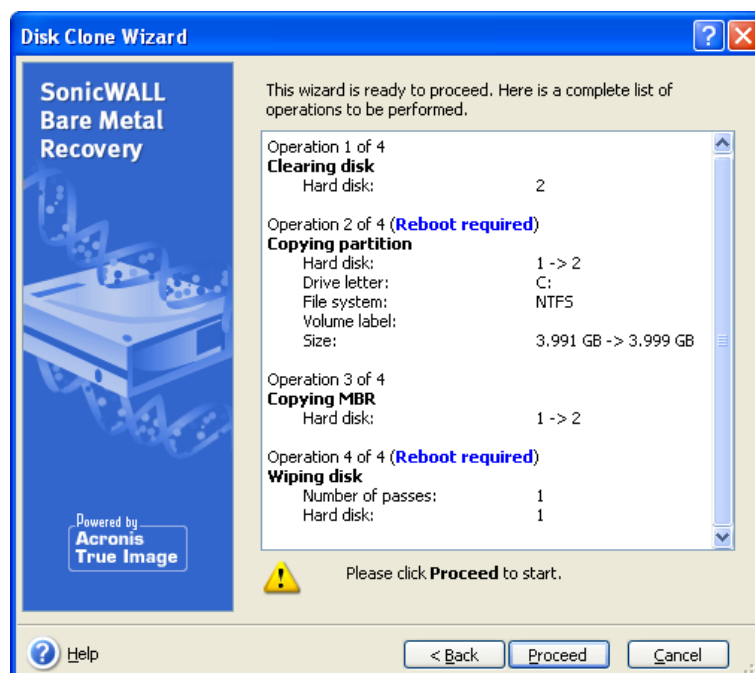 Disk Clone Wizard
SonicWALL
Bare Metal
Recovery
Powered by
Acronis
True Image
This wizard is ready to proceed. Here is a complete list of
operations to be performed.
Operation 1 of 4
Clearing disk
Hard disk: 2
Operation 2 of 4 (Reboot required)
Copying partition
Hard disk: 1 -> 2
Drive letter: C:
File system: NTFS
Volume label:
Size: 3.991 GB -> 3.999 GB
Operation 3 of 4
Copying MBR
Hard disk: 1 -> 2
Operation 4 of 4 (Reboot required)
Wiping disk
Number of passes: 1
Hard disk: 1
Please click Proceed to start.
Help
< Back
Proceed
Cancel